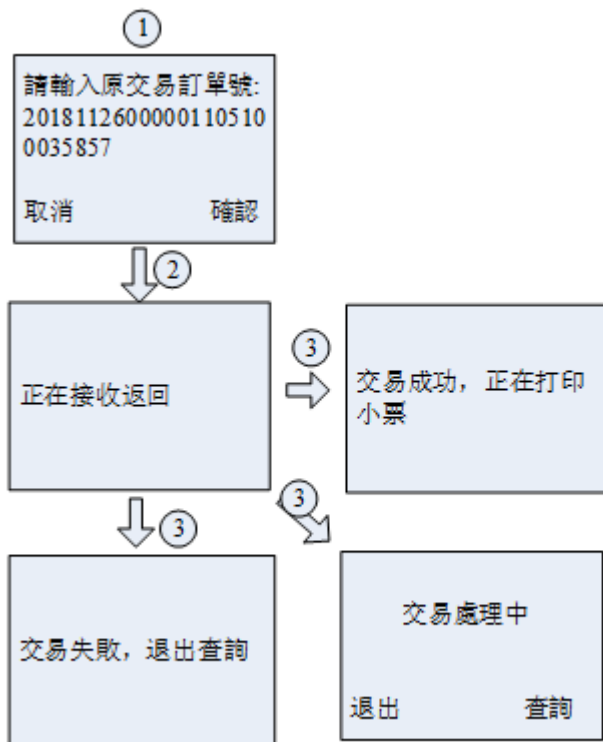 1
請輸入原交易訂單號:
2018112600000110510
0035857
取消 確認
2
正在接收返回
3
交易成功，正在打印
小票
3
3
交易失敗，退出查詢
交易處理中
退出 查詢